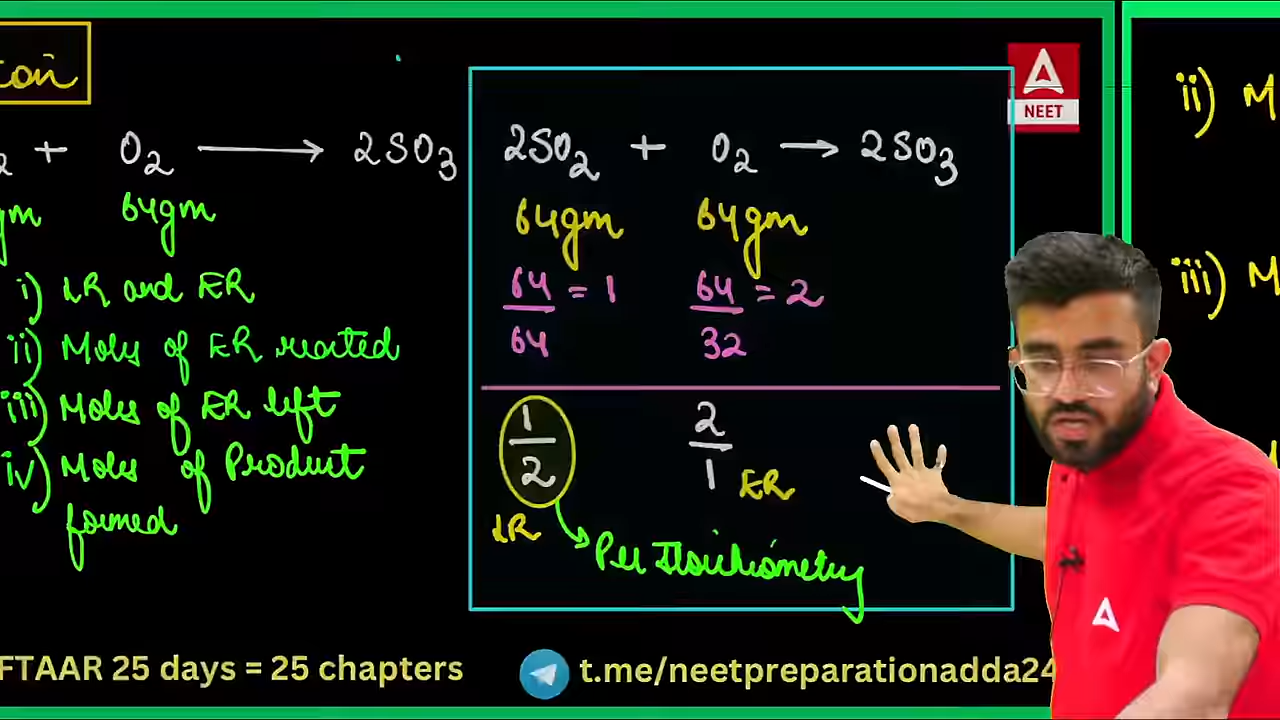 ion
+ O₂ → 2SO₃
gm 64gm
i) LR and ER
ii) Moles of ER reacted
iii) Moles of ER left
iv) Moles of Product
formed
2SO₂ + O₂ → 2SO₃
64gm 64gm
64/64 = 1 64/32 = 2
1/2 2/1 ER
LR
Per Stoichiometry
NEET
ii) M
iii) M
FTAAR 25 days = 25 chapters
t.me/neetpreparationadda24